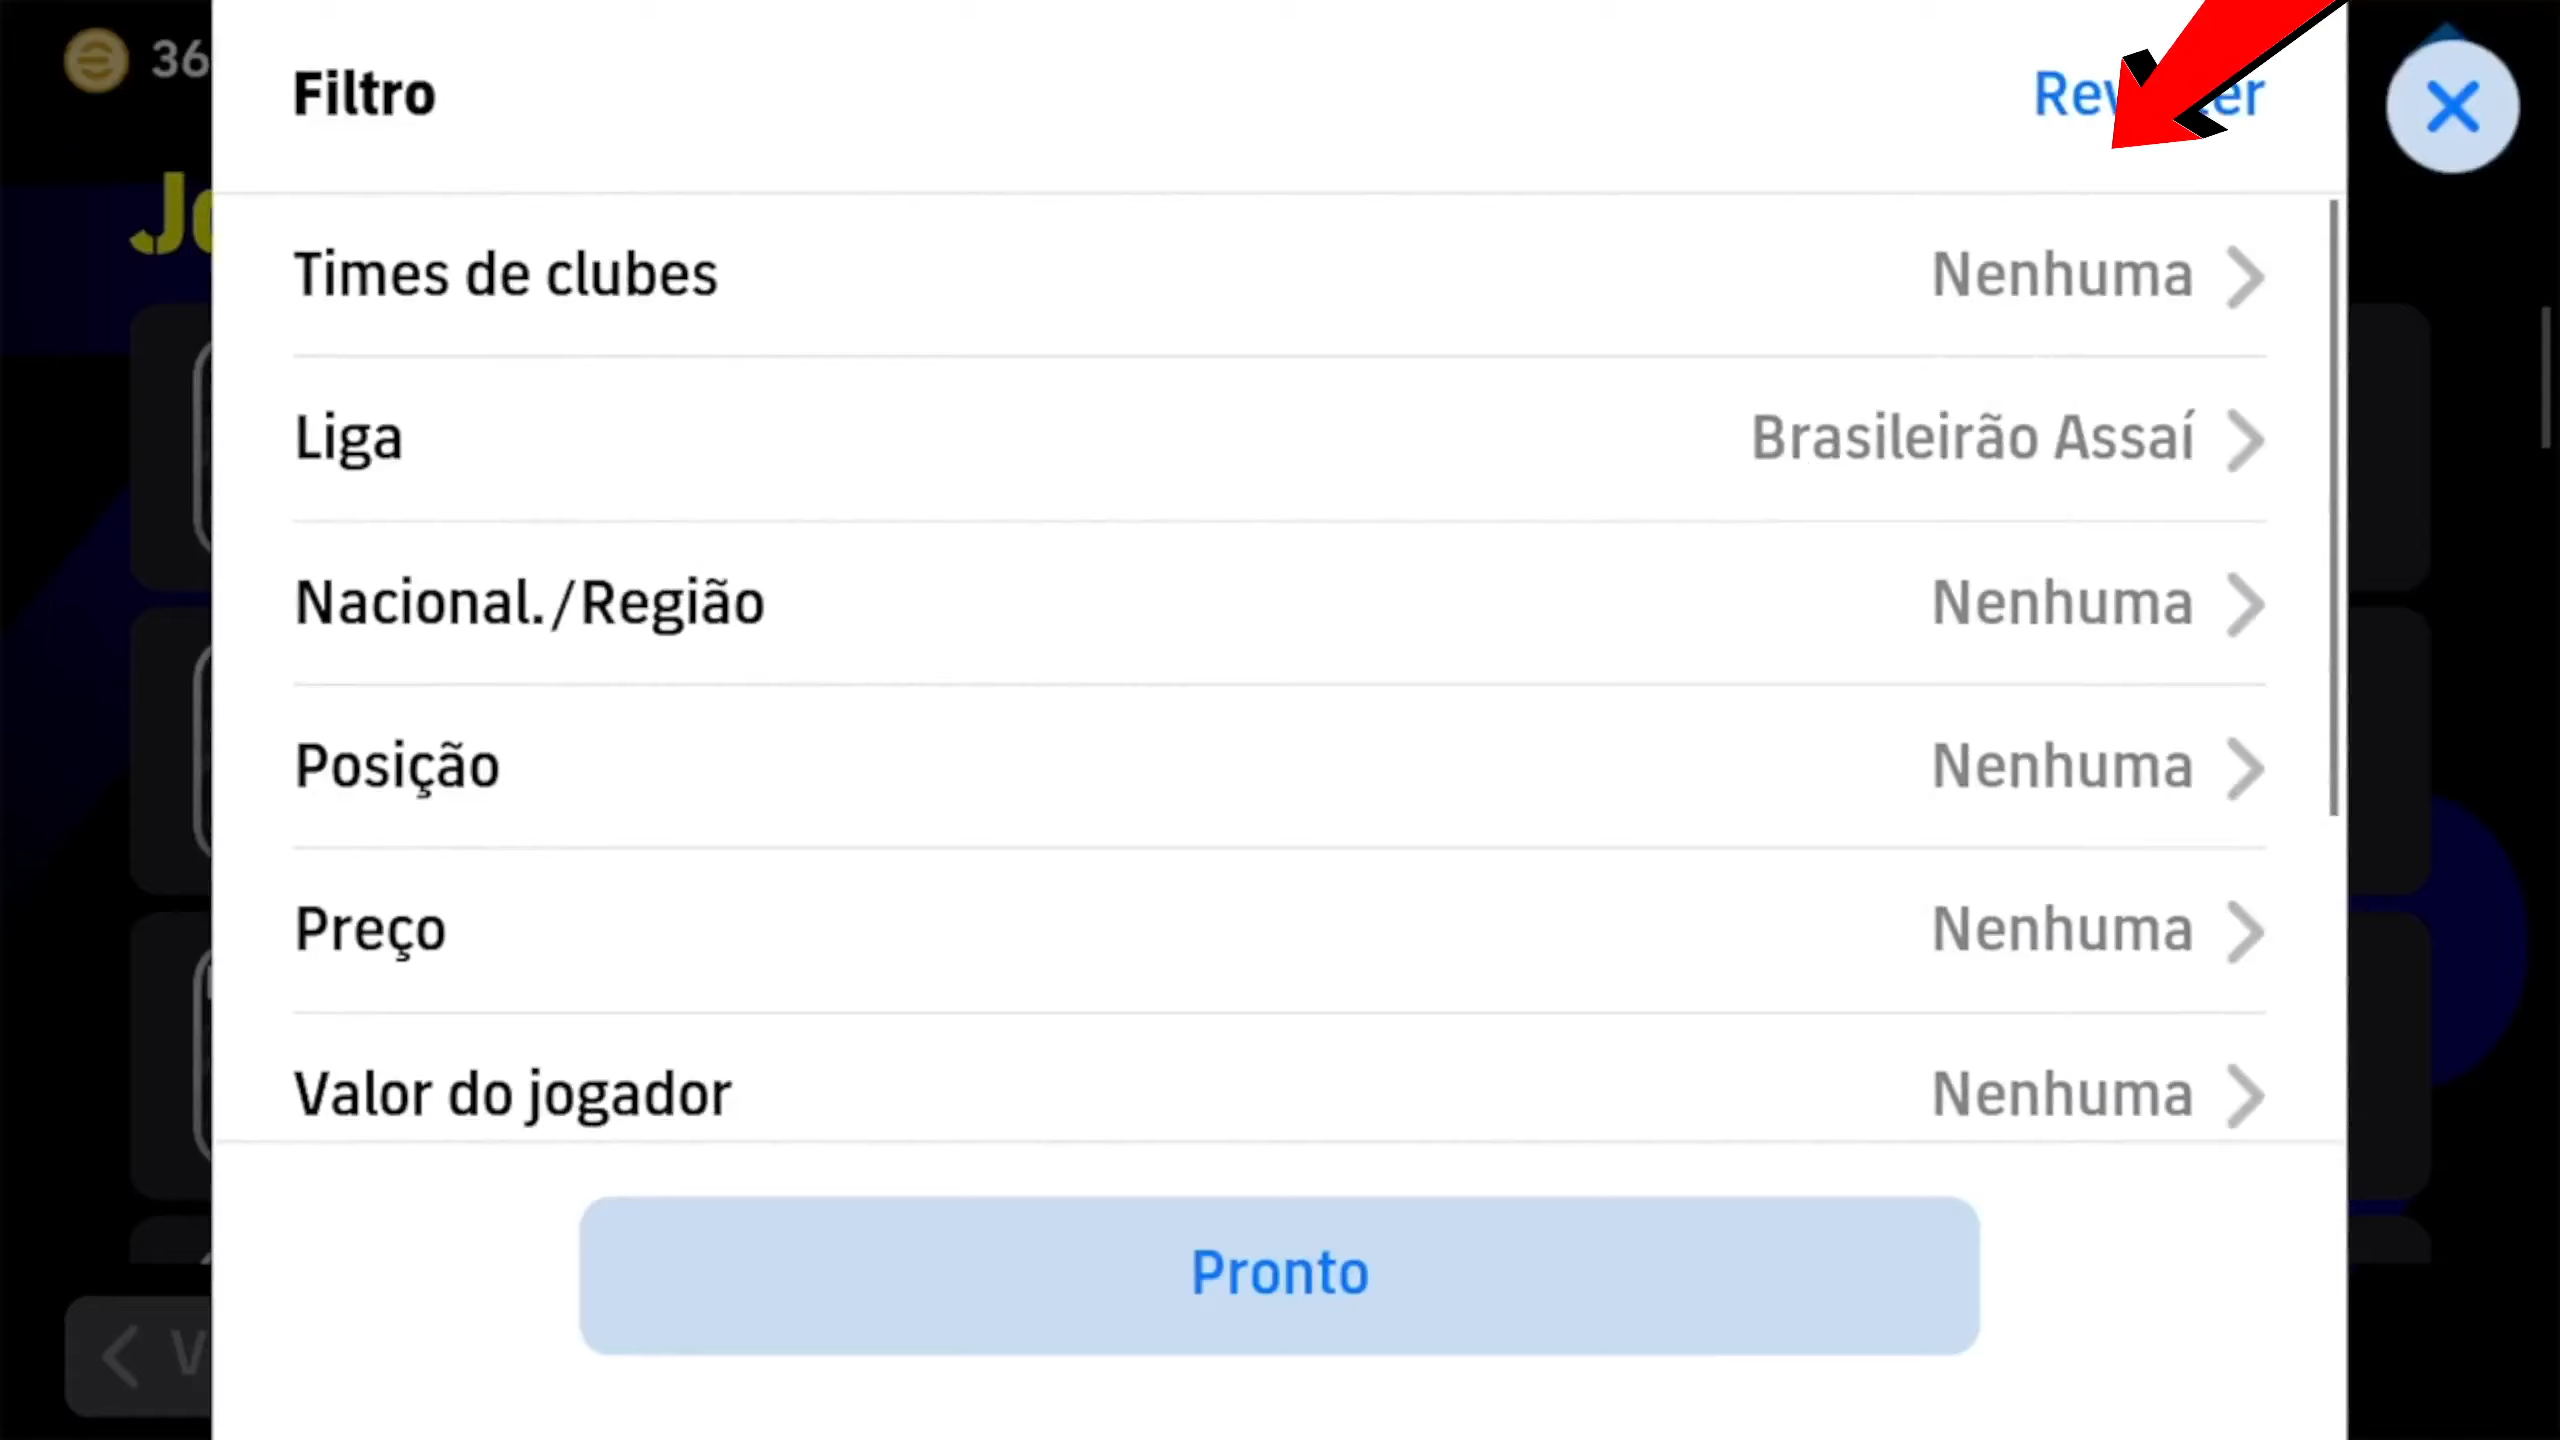 36
Filtro
Times de clubes
Nenhuma
Liga
Brasileirão Assaí
Nacional./Região
Nenhuma
Posição
Nenhuma
Preço
Nenhuma
Valor do jogador
Nenhuma
Pronto